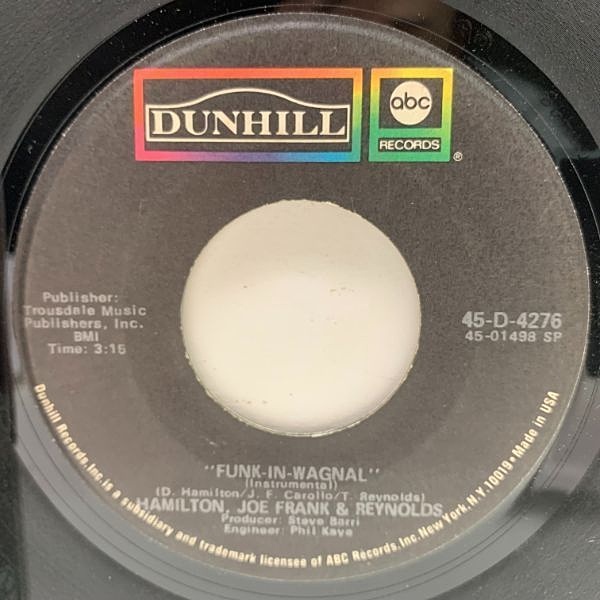 DUNHILL
abc
RECORDS
®
Publisher:
Trousdale Music
Publishers, Inc.
BMI
Time: 3:15
45-D-4276
45-01498 SP
"FUNK-IN-WAGNAL"
(Instrumental)
(D. Hamilton/J. F. Carollo/T. Reynolds)
HAMILTON, JOE FRANK & REYNOLDS
Producer: Steve Barri
Engineer: Phil Kaye
Dunhill Records, Inc. is a subsidiary and trademark licensee of ABC Records, Inc. New York, N.Y. 10019 • Made in USA